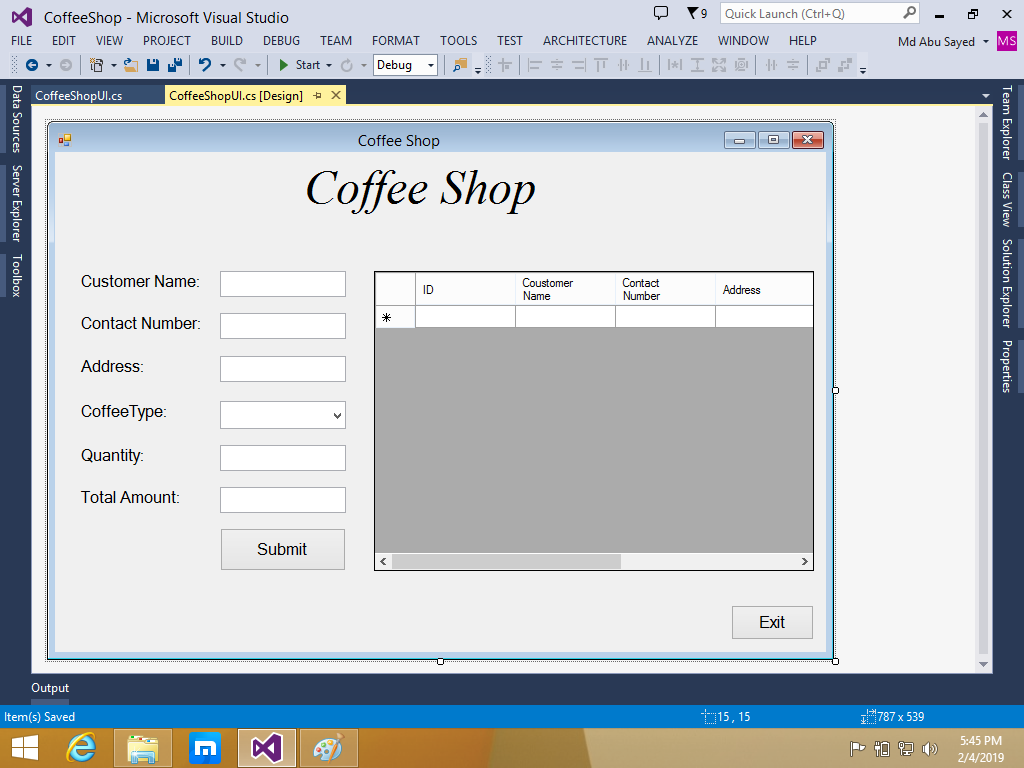 CoffeeShop - Microsoft Visual Studio
9
Quick Launch (Ctrl+Q)
FILE EDIT VIEW PROJECT BUILD DEBUG TEAM FORMAT TOOLS TEST ARCHITECTURE ANALYZE WINDOW HELP
Md Abu Sayed MS
Start Debug
CoffeeShopUI.cs
CoffeeShopUI.cs [Design]
Data Sources
Server Explorer
Toolbox
Team Explorer
Class View
Solution Explorer
Properties
Coffee Shop
Coffee Shop
Customer Name:
Contact Number:
Address:
CoffeeType:
Quantity:
Total Amount:
Submit
ID
Coustomer
Name
Contact
Number
Address
Exit
Output
Item(s) Saved
15 , 15
787 x 539
5:45 PM
2/4/2019